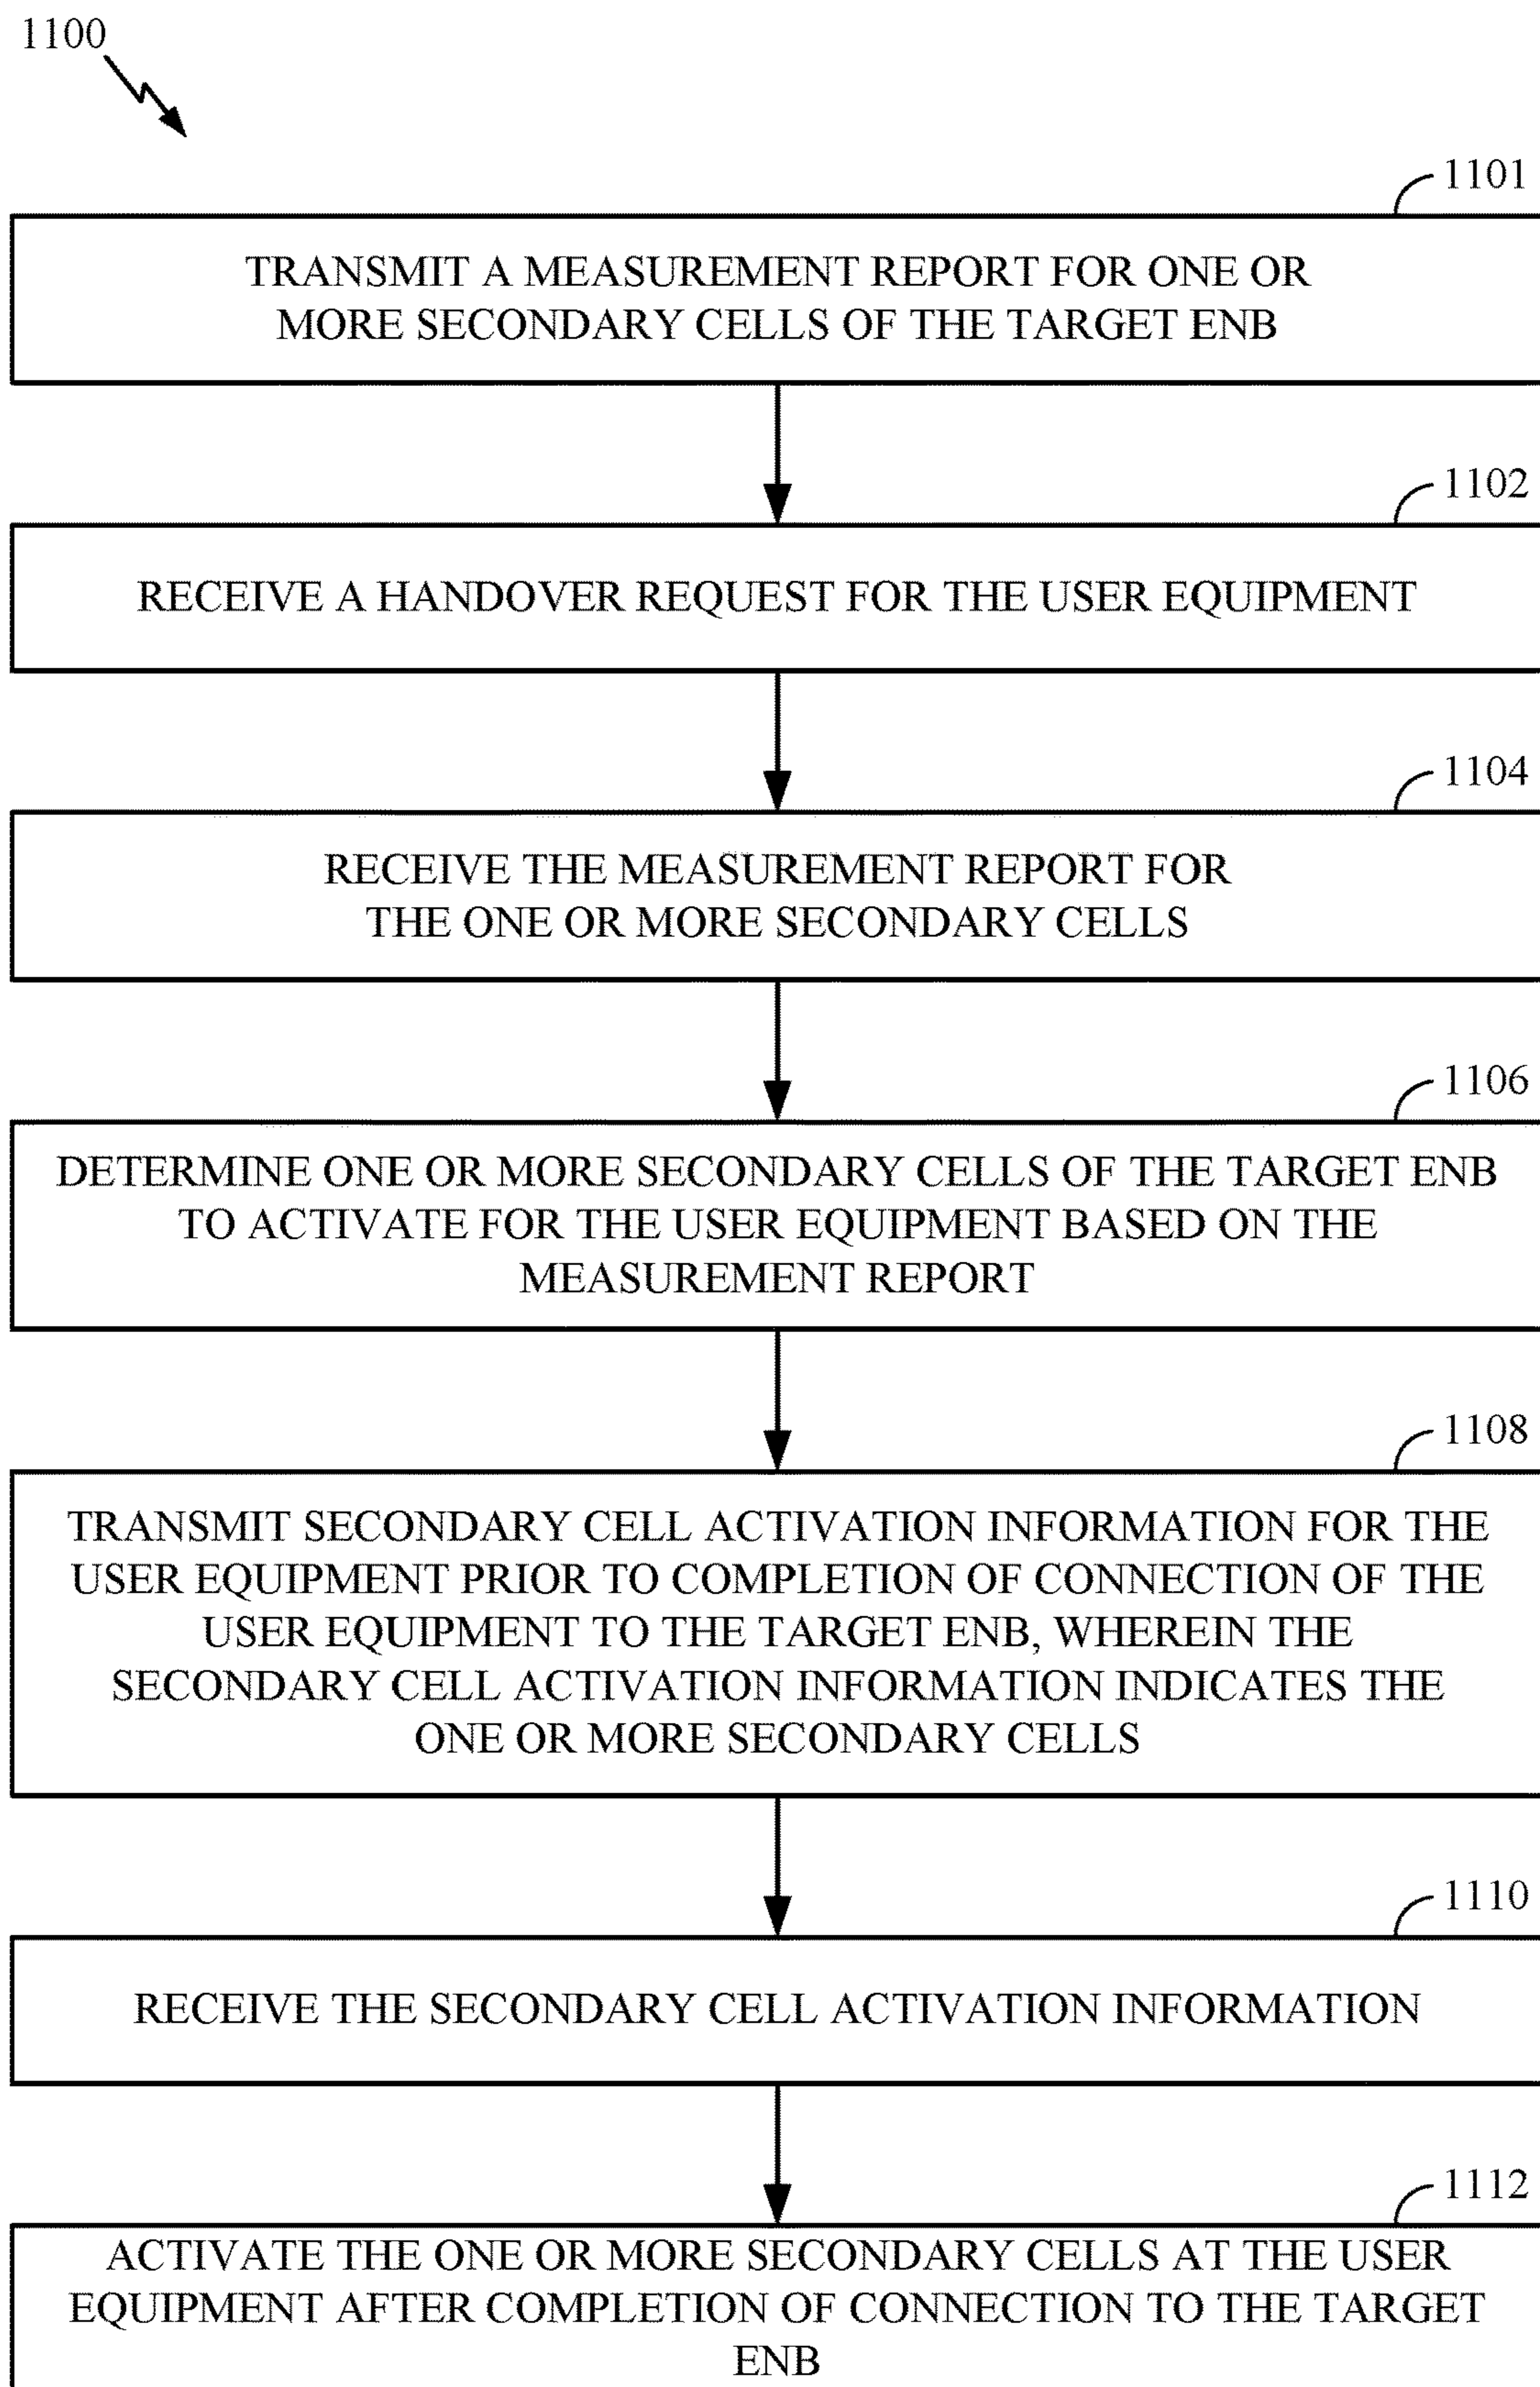 1100
1101
TRANSMIT A MEASUREMENT REPORT FOR ONE OR
MORE SECONDARY CELLS OF THE TARGET ENB
1102
RECEIVE A HANDOVER REQUEST FOR THE USER EQUIPMENT
1104
RECEIVE THE MEASUREMENT REPORT FOR
THE ONE OR MORE SECONDARY CELLS
1106
DETERMINE ONE OR MORE SECONDARY CELLS OF THE TARGET ENB
TO ACTIVATE FOR THE USER EQUIPMENT BASED ON THE
MEASUREMENT REPORT
1108
TRANSMIT SECONDARY CELL ACTIVATION INFORMATION FOR THE
USER EQUIPMENT PRIOR TO COMPLETION OF CONNECTION OF THE
USER EQUIPMENT TO THE TARGET ENB, WHEREIN THE
SECONDARY CELL ACTIVATION INFORMATION INDICATES THE
ONE OR MORE SECONDARY CELLS
1110
RECEIVE THE SECONDARY CELL ACTIVATION INFORMATION
1112
ACTIVATE THE ONE OR MORE SECONDARY CELLS AT THE USER
EQUIPMENT AFTER COMPLETION OF CONNECTION TO THE TARGET
ENB